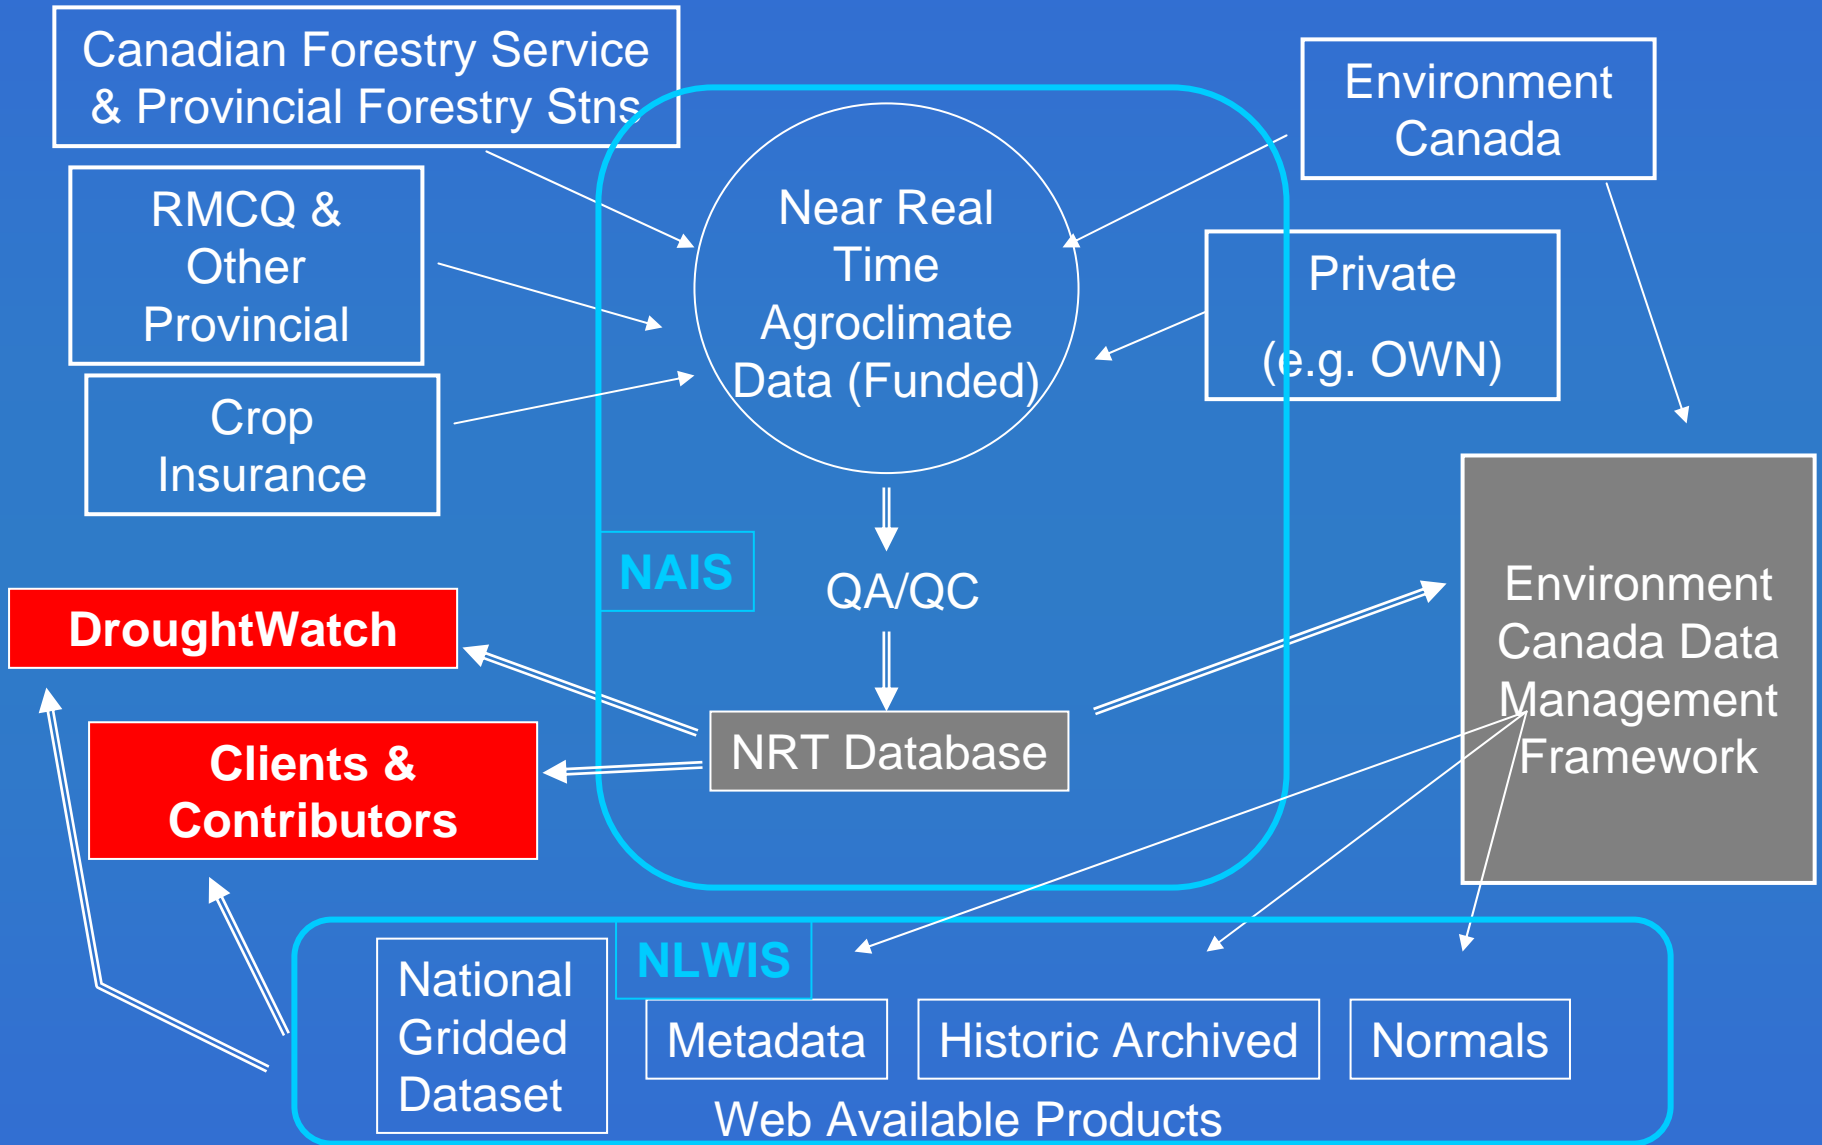 Canadian Forestry Service
& Provincial Forestry Stns
Environment
Canada
RMCQ &
Other
Provincial
Near Real
Time
Agroclimate
Data (Funded)
Private
(e.g. OWN)
Crop
Insurance
NAIS
QA/QC
DroughtWatch
Environment
Canada Data
Management
Framework
Clients &
Contributors
NRT Database
NLWIS
National
Gridded
Dataset
Metadata
Historic Archived
Normals
Web Available Products